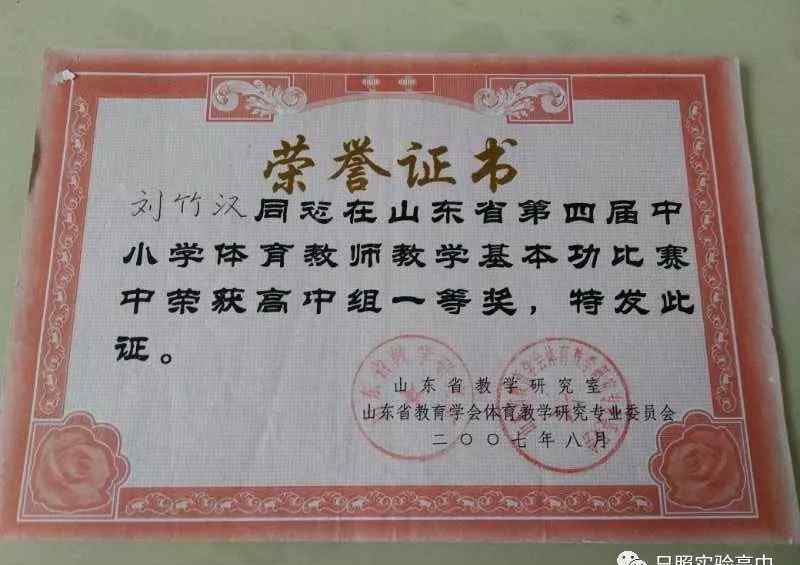 荣誉证书
刘竹汉同志在山东省第四届中
小学体育教师教学基本功比赛
中荣获高中组一等奖，特发此
证。
山东省教学研究室
山东省教育学会体育教学研究专业委员会
二〇〇七年八月
日照实验高中